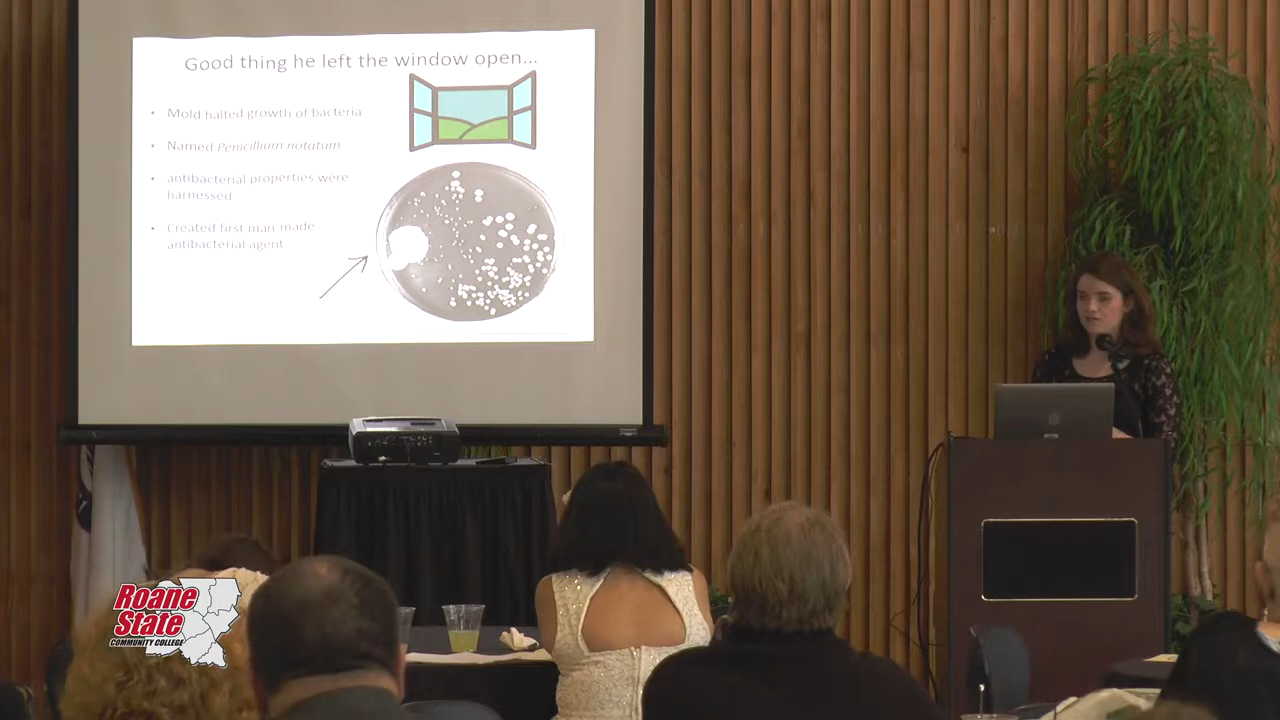 Good thing he left the window open...
• Mold halted growth of bacteria
• Named Penicillium notatum
• antibacterial properties were
harnessed
• Created first man made
antibacterial agent
Roane
State
COMMUNITY COLLEGE